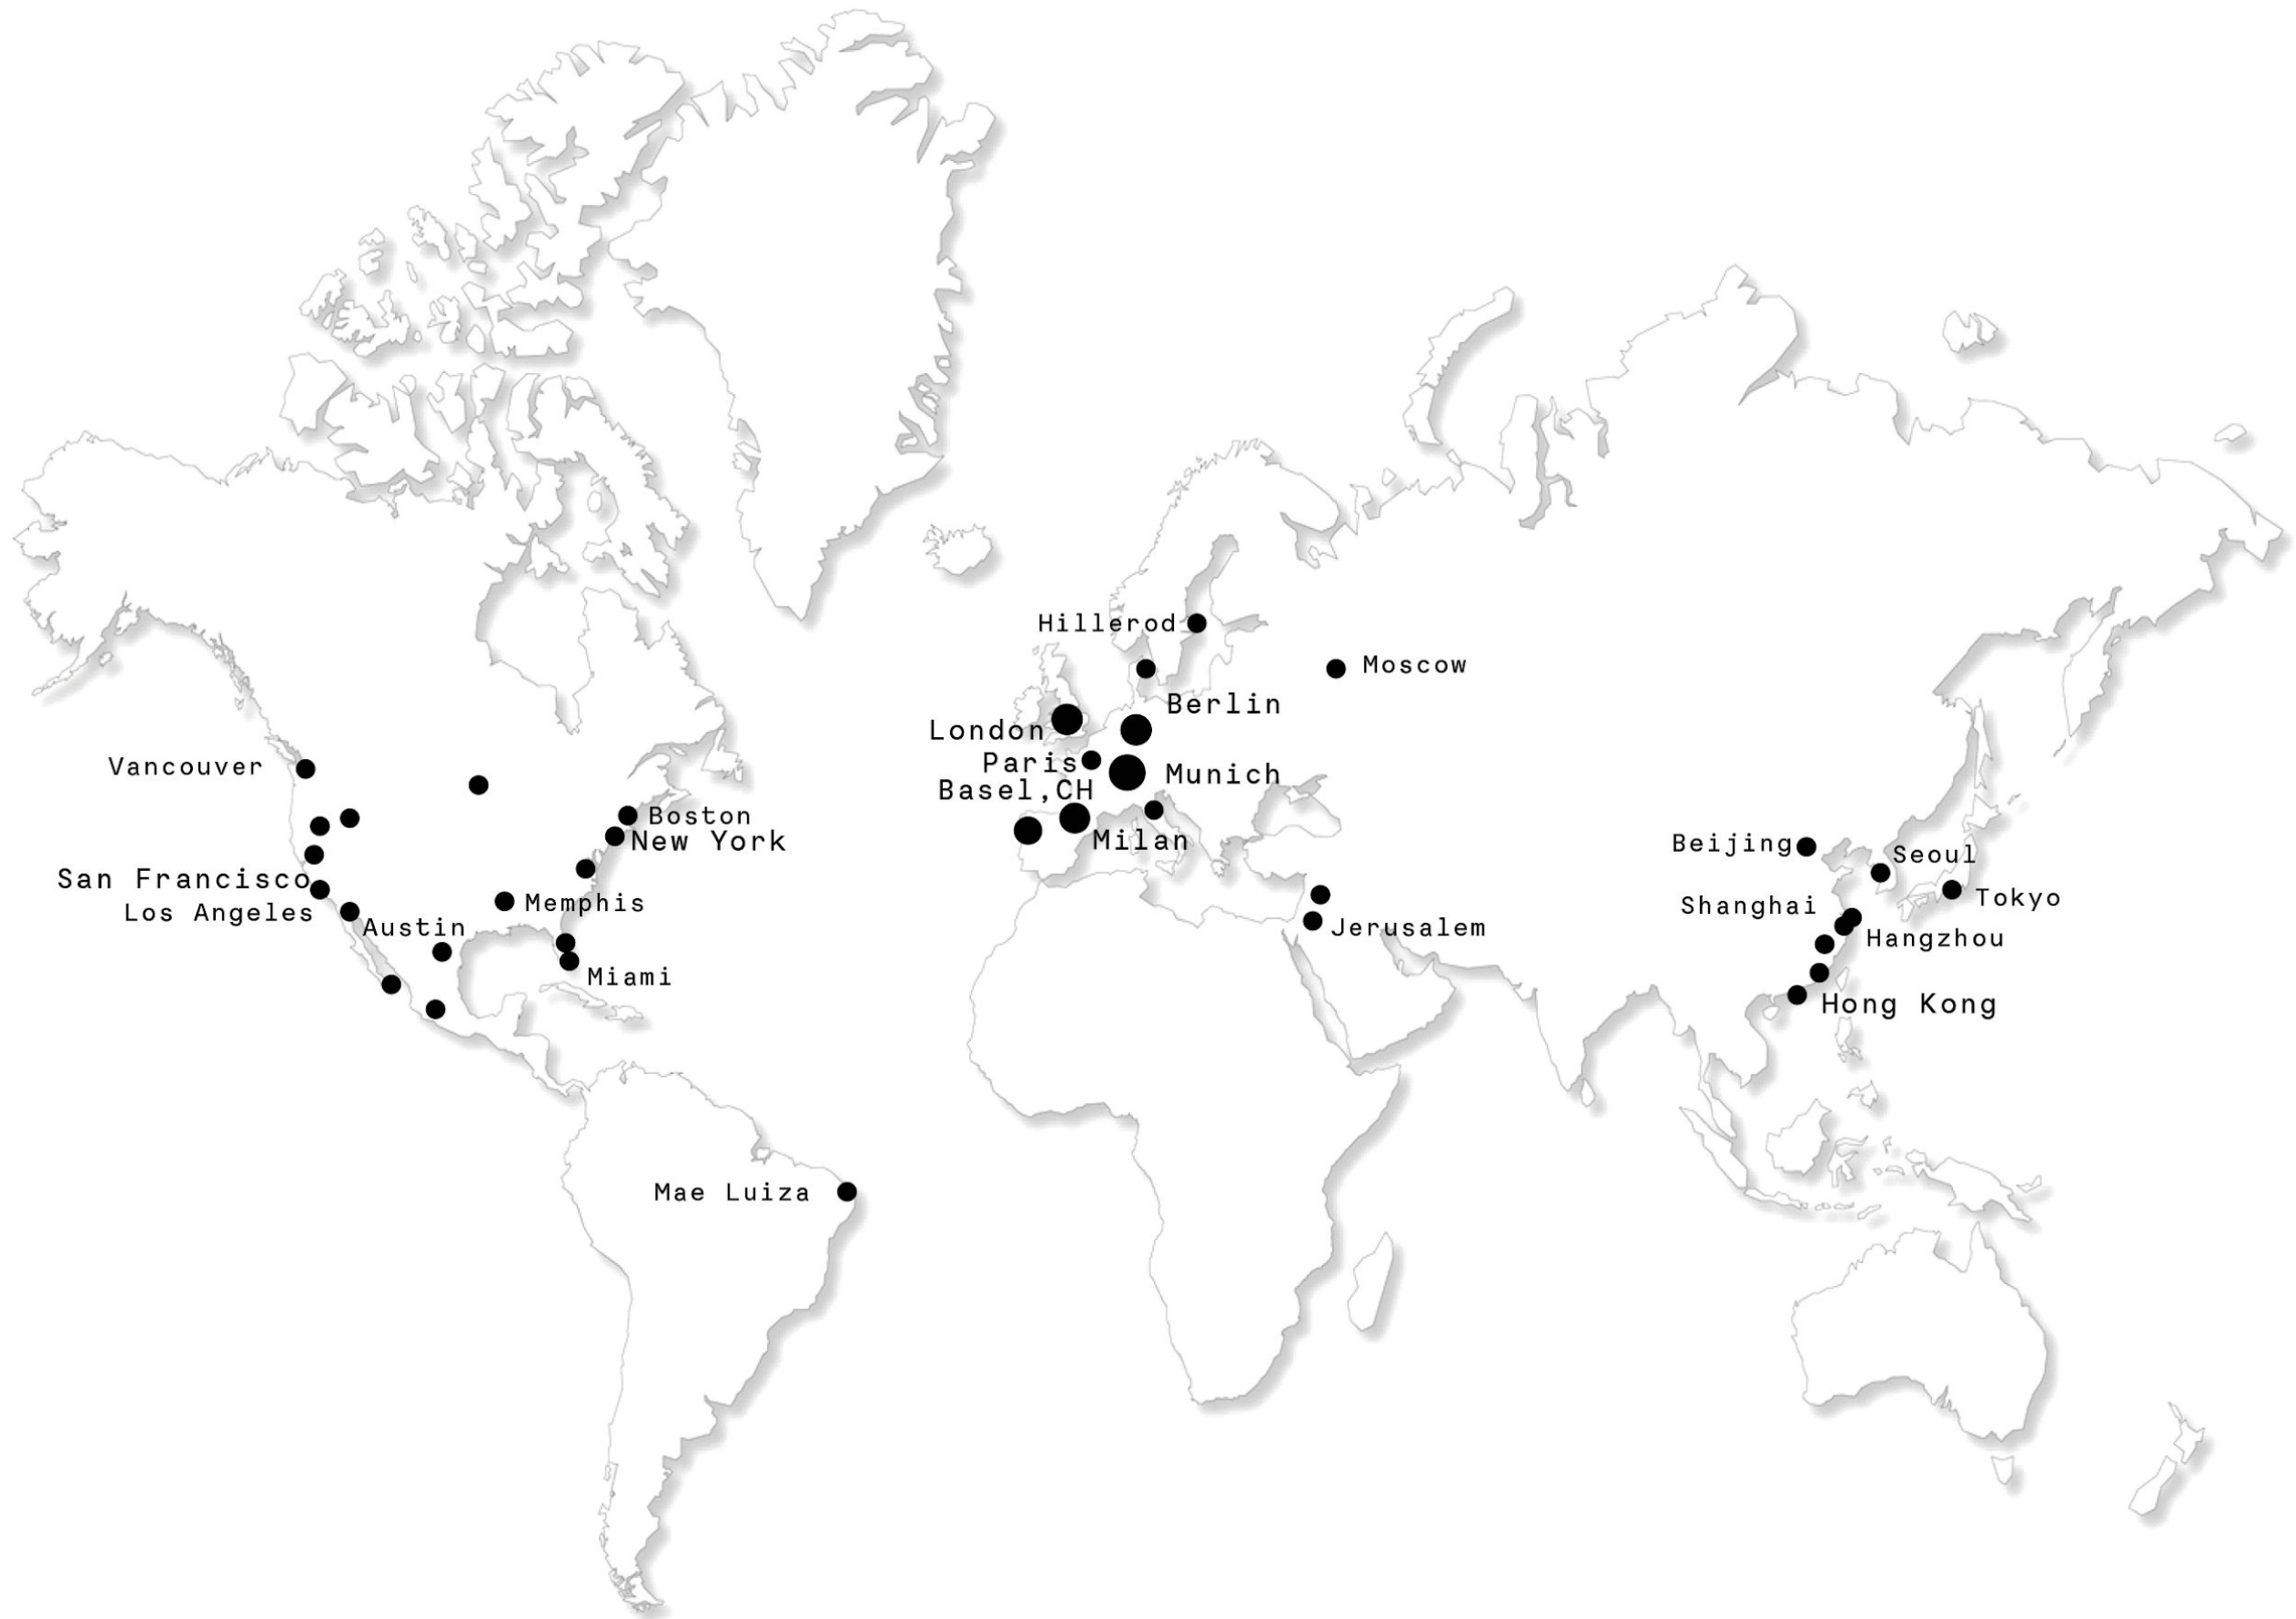 Hillerod
Moscow
Berlin
London
Paris
Munich
Basel,CH
Milan
Vancouver
Boston
New York
San Francisco
Los Angeles
Memphis
Austin
Miami
Jerusalem
Beijing
Seoul
Tokyo
Shanghai
Hangzhou
Hong Kong
Mae Luiza